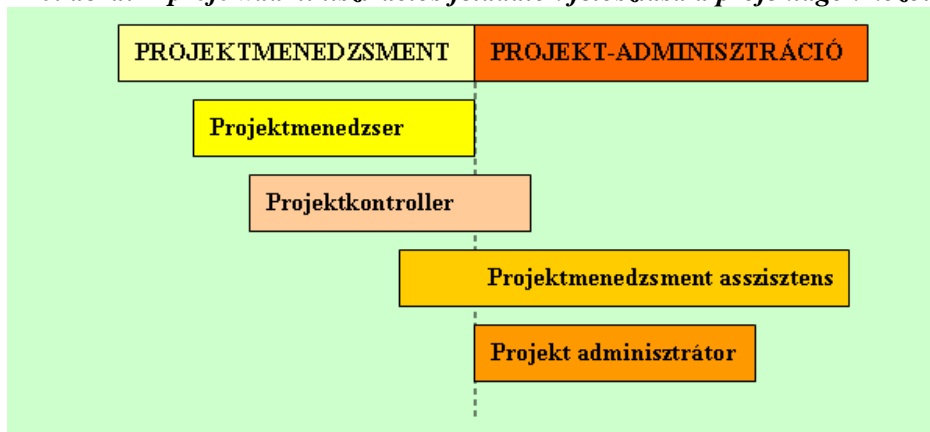 PROJEKTMENEDZSMENT PROJEKT-ADMINISZTRÁCIÓ
Projektmenedzser
Projektkontroller
Projektmenedzsment asszisztens
Projekt adminisztrátor